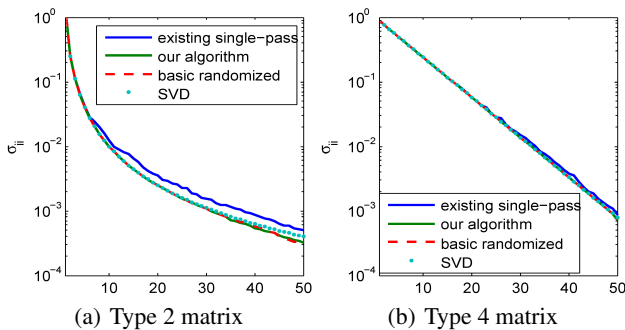 10^0
10^-1
10^-2
10^-3
10^-4
σ_ii
10 20 30 40 50
existing single−pass
our algorithm
basic randomized
SVD
(a) Type 2 matrix
10^0
10^-1
10^-2
10^-3
10^-4
σ_ii
10 20 30 40 50
existing single−pass
our algorithm
basic randomized
SVD
(b) Type 4 matrix